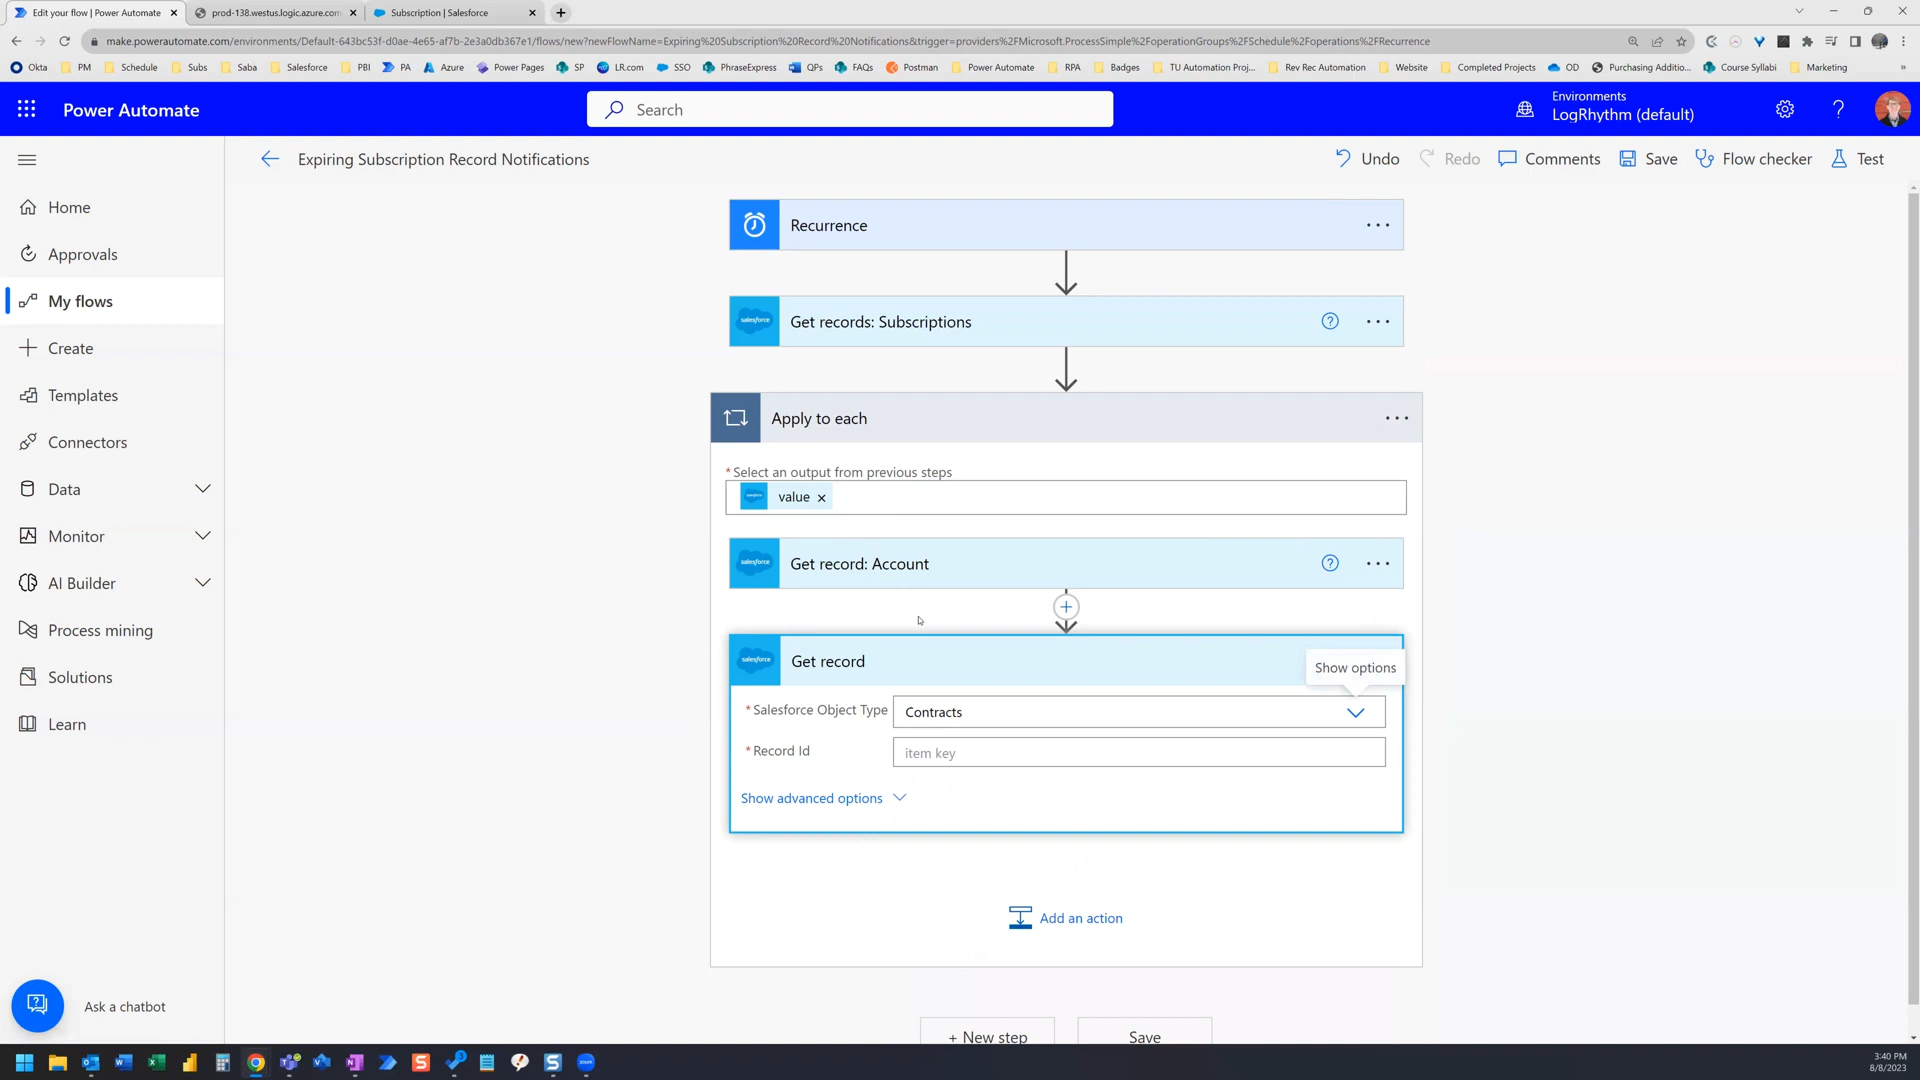 Edit your flow | Power Automate
prod-138.westus.logic.azure.com
Subscription | Salesforce
make.powerautomate.com/environments/Default-643bc53f-d0ae-4e65-af7b-2e3a0db367e1/flows/new?newFlowName=Expiring%20Subscription%20Record%20Notifications&trigger=providers%2FMicrosoft.ProcessSimple%2FoperationGroups%2FSchedule%2Foperations%2FRecurrence
Okta PM Schedule Subs Saba Salesforce PBI PA Azure Power Pages SP LR.com SSO PhraseExpress QPs FAQs Postman Power Automate RPA Badges TU Automation Proj... Rev Rec Automation Website Completed Projects OD Purchasing Additio... Course Syllabi Marketing »
Power Automate
Search
Environments
LogRhythm (default)
Expiring Subscription Record Notifications
Undo
Redo
Comments
Save
Flow checker
Test
Home
Approvals
My flows
Create
Templates
Connectors
Data
Monitor
AI Builder
Process mining
Solutions
Learn
Ask a chatbot
Recurrence
salesforce
Get records: Subscriptions
Apply to each
* Select an output from previous steps
value ×
salesforce
Get record: Account
salesforce
Get record
Show options
* Salesforce Object Type
Contracts
* Record Id
item key
Show advanced options
Add an action
+ New step
Save
3:40 PM
8/8/2023